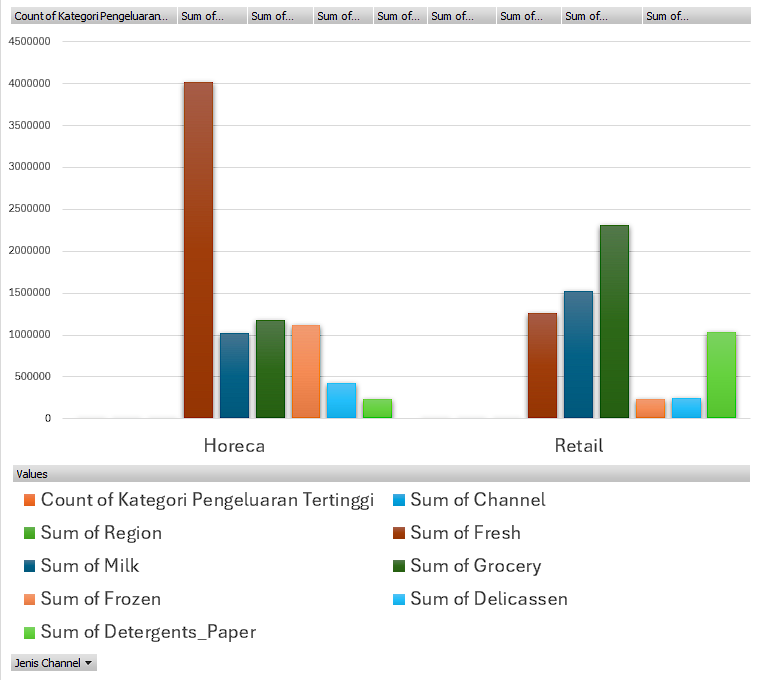 Count of Kategori Pengeluaran... Sum of... Sum of... Sum of... Sum of... Sum of... Sum of... Sum of... Sum of...
4500000
4000000
3500000
3000000
2500000
2000000
1500000
1000000
500000
0
Horeca Retail
Values
Count of Kategori Pengeluaran Tertinggi Sum of Channel
Sum of Region Sum of Fresh
Sum of Milk Sum of Grocery
Sum of Frozen Sum of Delicassen
Sum of Detergents_Paper
Jenis Channel